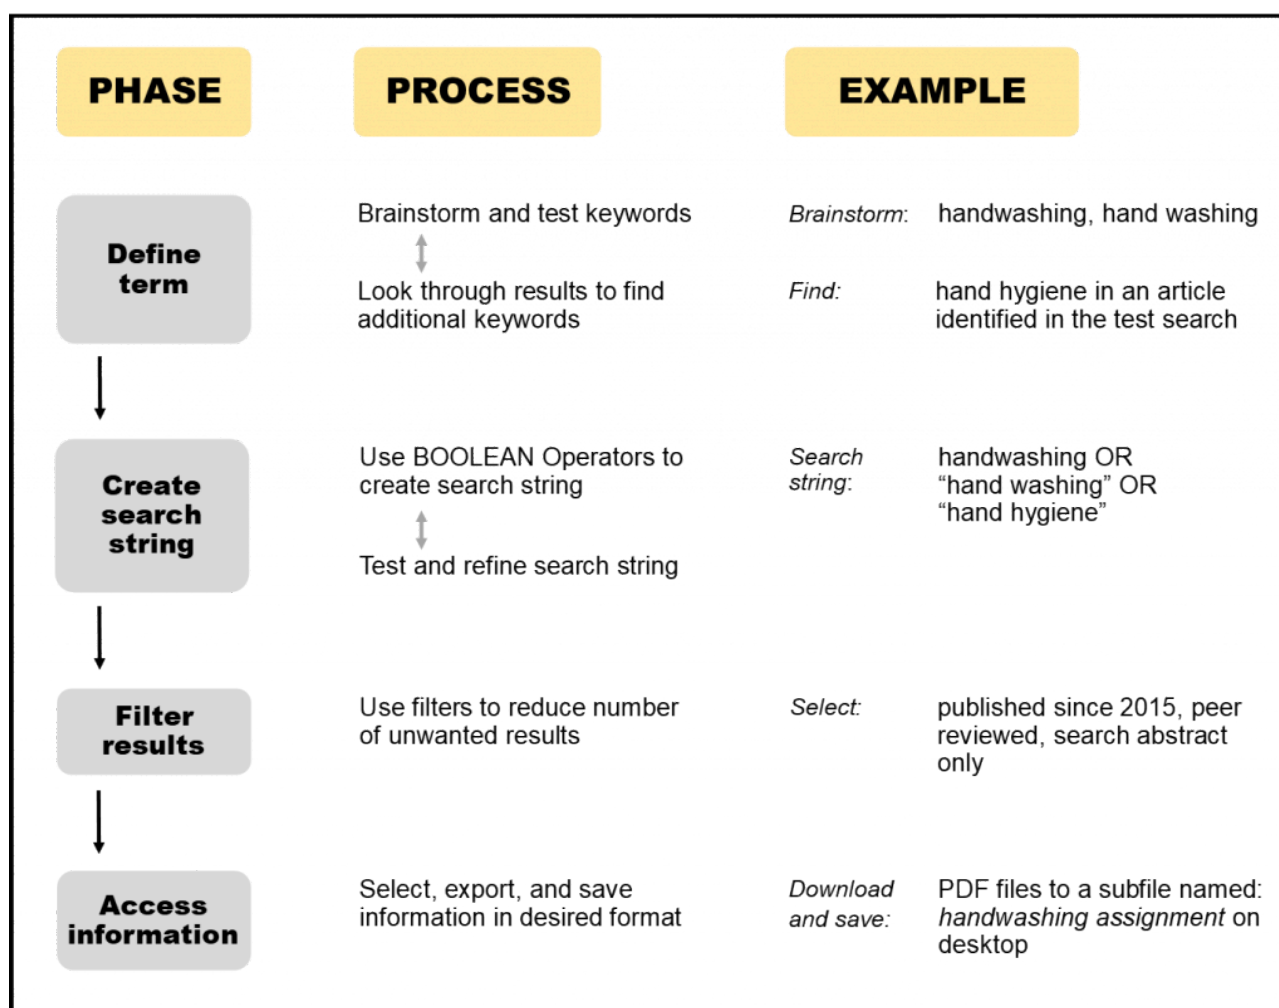 PHASE
PROCESS
EXAMPLE
Define
term
Brainstorm and test keywords
Look through results to find
additional keywords
Brainstorm: handwashing, hand washing
Find: hand hygiene in an article
identified in the test search
Create
search
string
Use BOOLEAN Operators to
create search string
Test and refine search string
Search
string:
handwashing OR
“hand washing” OR
“hand hygiene”
Filter
results
Use filters to reduce number
of unwanted results
Select: published since 2015, peer
reviewed, search abstract
only
Access
information
Select, export, and save
information in desired format
Download
and save:
PDF files to a subfile named:
handwashing assignment on
desktop